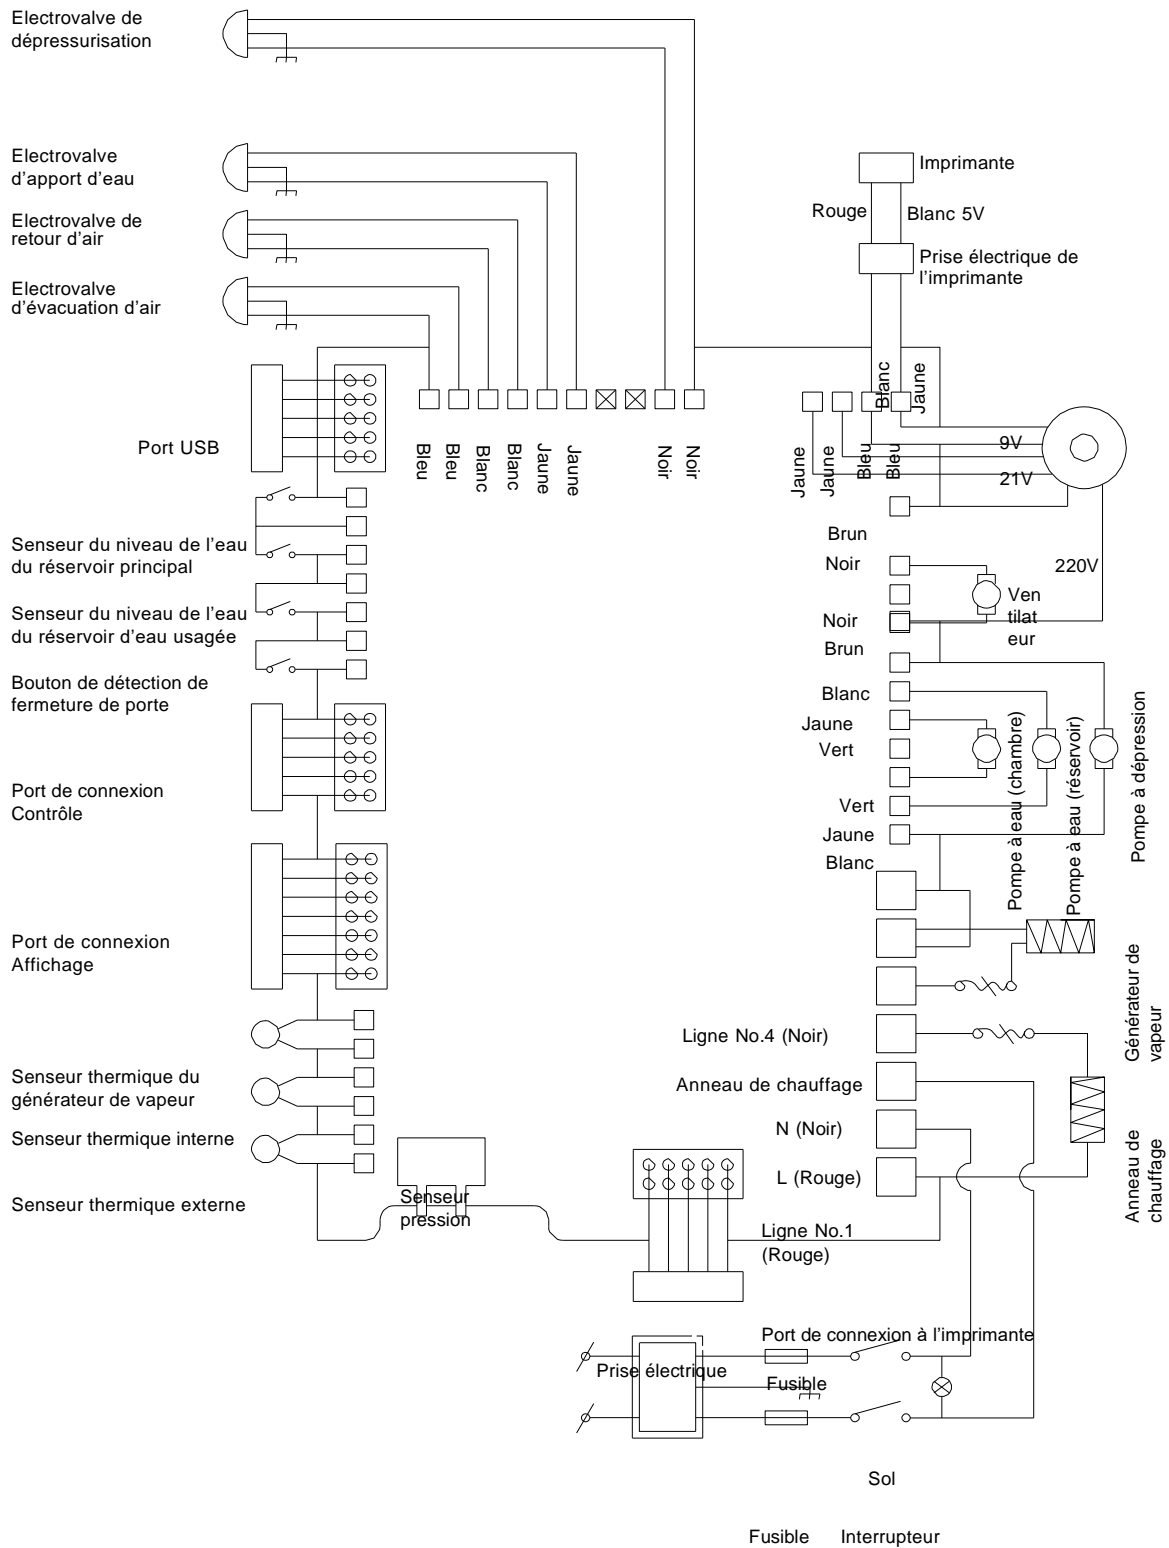 Electrovalve de
dépressurisation
Electrovalve
d'apport d'eau
Electrovalve de
retour d'air
Electrovalve
d'évacuation d'air
Imprimante
Rouge
Blanc 5V
Prise électrique de
l'imprimante
Port USB
Bleu
Bleu
Blanc
Blanc
Jaune
Jaune
Noir
Noir
Jaune
Jaune
Bleu
Bleu
Blanc
Jaune
9V
21V
220V
Senseur du niveau de l'eau
du réservoir principal
Senseur du niveau de l'eau
du réservoir d'eau usagée
Bouton de détection de
fermeture de porte
Port de connexion
Contrôle
Port de connexion
Affichage
Senseur thermique du
générateur de vapeur
Senseur thermique interne
Senseur thermique externe
Senseur
pression
Brun
Noir
Noir
Brun
Blanc
Jaune
Vert
Vert
Jaune
Blanc
Ven
tilat
eur
Pompe à eau (chambre)
Pompe à eau (réservoir)
Pompe à dépression
Ligne No.4 (Noir)
Anneau de chauffage
N (Noir)
L (Rouge)
Ligne No.1
(Rouge)
Générateur de
vapeur
Anneau de
chauffage
Port de connexion à l'imprimante
Prise électrique
Fusible
Sol
Fusible
Interrupteur